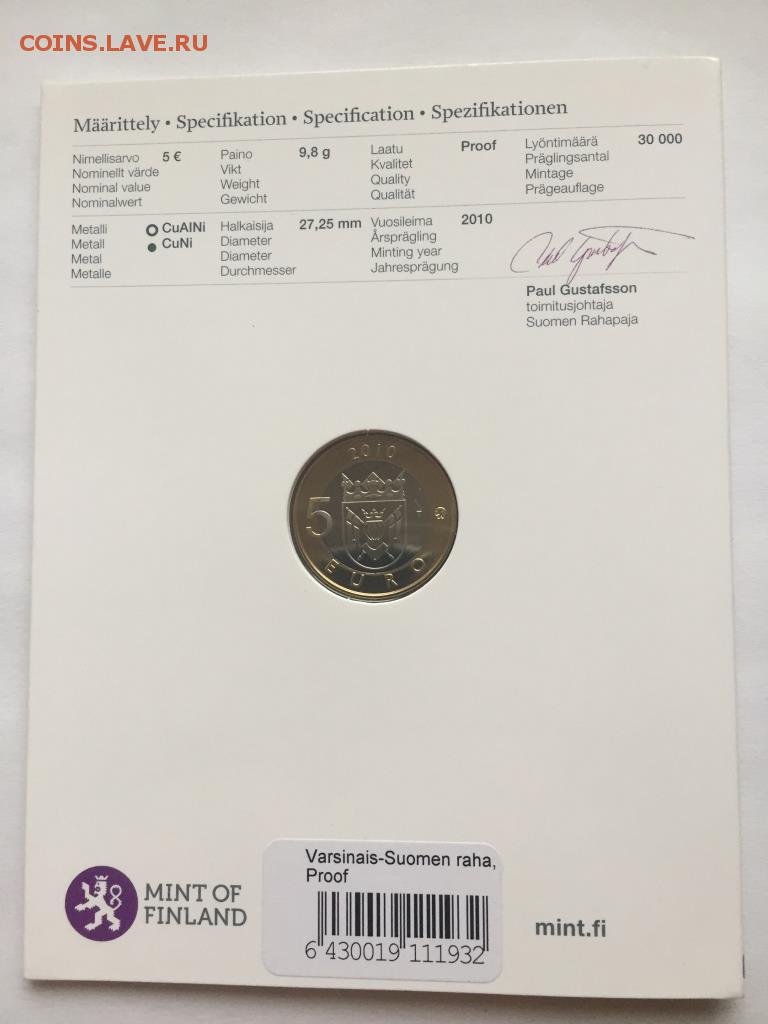 COINS.LAVE.RU
Määrittely • Specifikation • Specification • Spezifikationen
Nimellisarvo 5 €
Nominellt värde
Nominal value
Nominalwert
Paino 9,8 g
Vikt
Weight
Gewicht
Laatu Proof
Kvalitet
Quality
Qualität
Lyöntimäärä 30 000
Präglingsantal
Mintage
Prägeauflage
Metalli CuAlNi
Metall CuNi
Metal
Metalle
Halkaisija 27,25 mm
Diameter
Diameter
Durchmesser
Vuosileima 2010
Årsprägling
Minting year
Jahresprägung
Paul Gustafsson
toimitusjohtaja
Suomen Rahapaja
2010
5
EURO
Varsinais-Suomen raha,
Proof
6 430019 111932
MINT OF
FINLAND
mint.fi